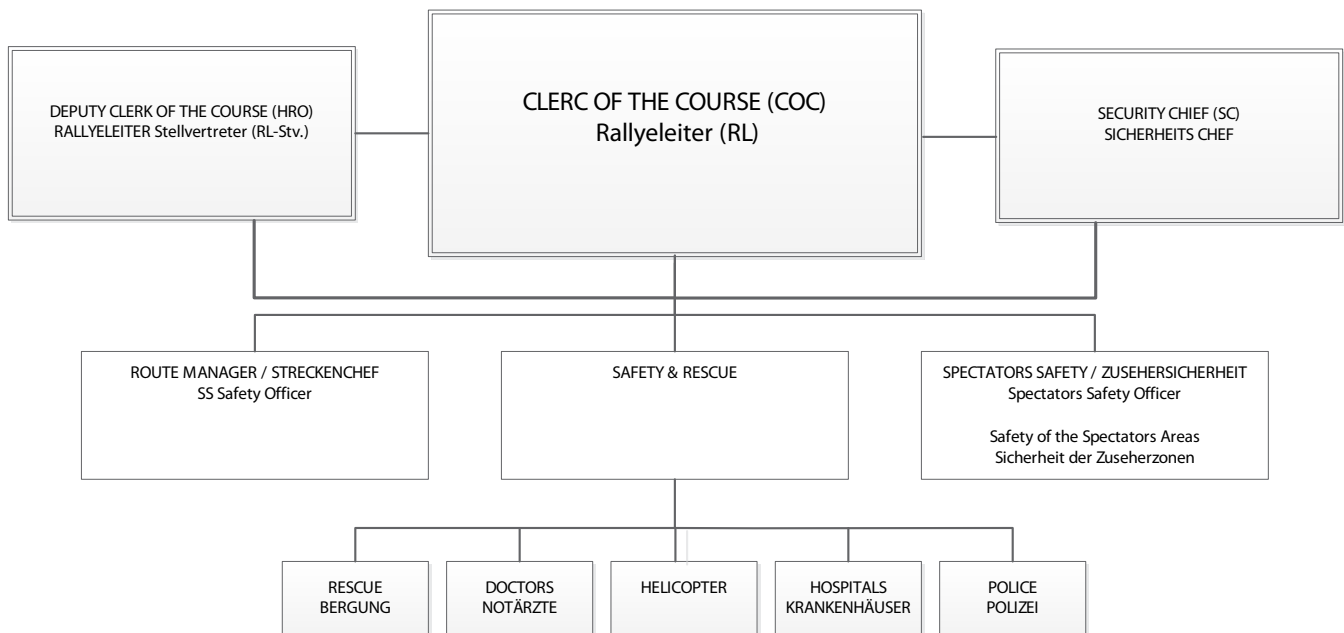 DEPUTY CLERK OF THE COURSE (HRO)
RALLYELEITER Stellvertreter (RL-Stv.)
CLERC OF THE COURSE (COC)
Rallyeleiter (RL)
SECURITY CHIEF (SC)
SICHERHEITS CHEF
ROUTE MANAGER / STRECKENCHEF
SS Safety Officer
SAFETY & RESCUE
SPECTATORS SAFETY / ZUSEHERSICHERHEIT
Spectators Safety Officer
Safety of the Spectators Areas
Sicherheit der Zuseherzonen
RESCUE
BERGUNG
DOCTORS
NOTÄRZTE
HELICOPTER
HOSPITALS
KRANKENHÄUSER
POLICE
POLIZEI